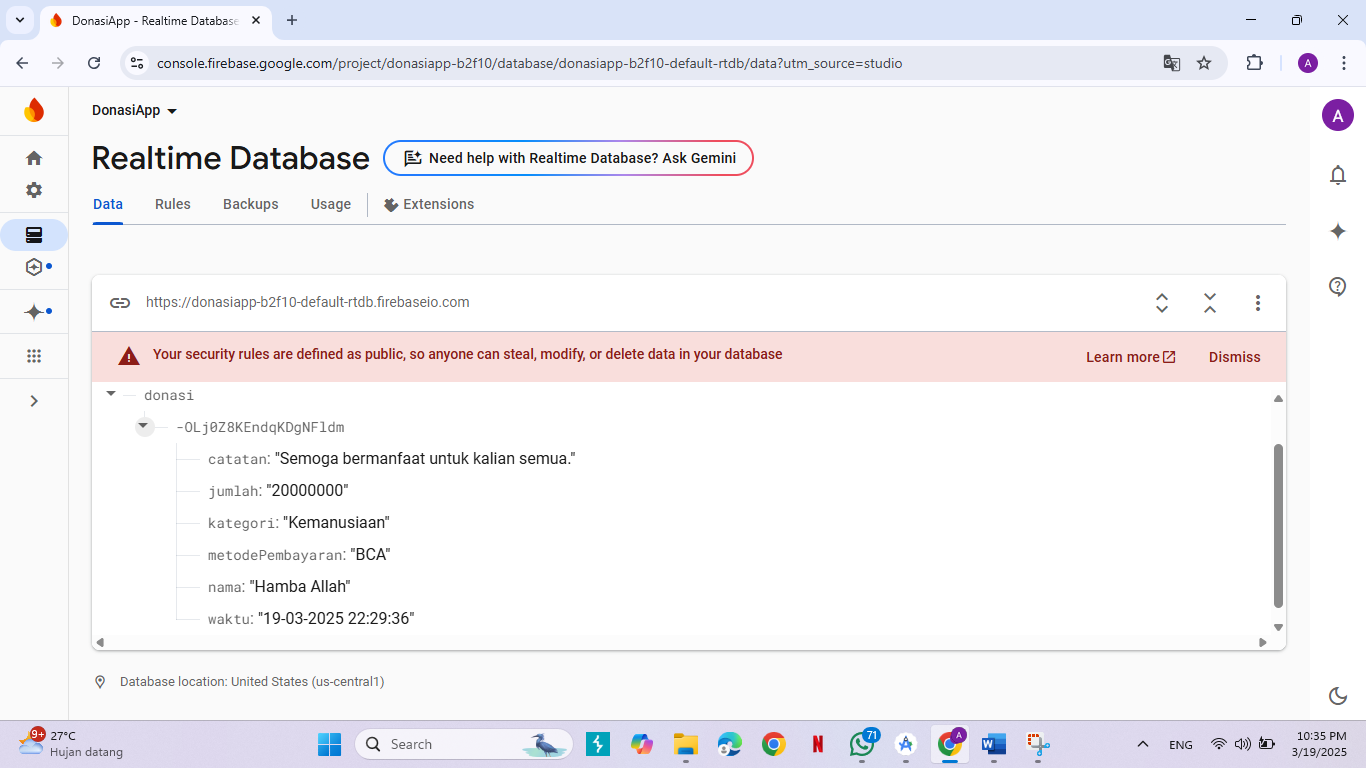 DonasiApp - Realtime Database
console.firebase.google.com/project/donasiapp-b2f10/database/donasiapp-b2f10-default-rtdb/data?utm_source=studio
A
DonasiApp
A
Realtime Database
Need help with Realtime Database? Ask Gemini
Data Rules Backups Usage Extensions
https://donasiapp-b2f10-default-rtdb.firebaseio.com
Your security rules are defined as public, so anyone can steal, modify, or delete data in your database
Learn more Dismiss
donasi
-OLj0Z8KEndqKDgNFldm
catatan: "Semoga bermanfaat untuk kalian semua."
jumlah: "20000000"
kategori: "Kemanusiaan"
metodePembayaran: "BCA"
nama: "Hamba Allah"
waktu: "19-03-2025 22:29:36"
Database location: United States (us-central1)
9+
27°C
Hujan datang
Search
N
71
A
W
ENG
10:35 PM
3/19/2025